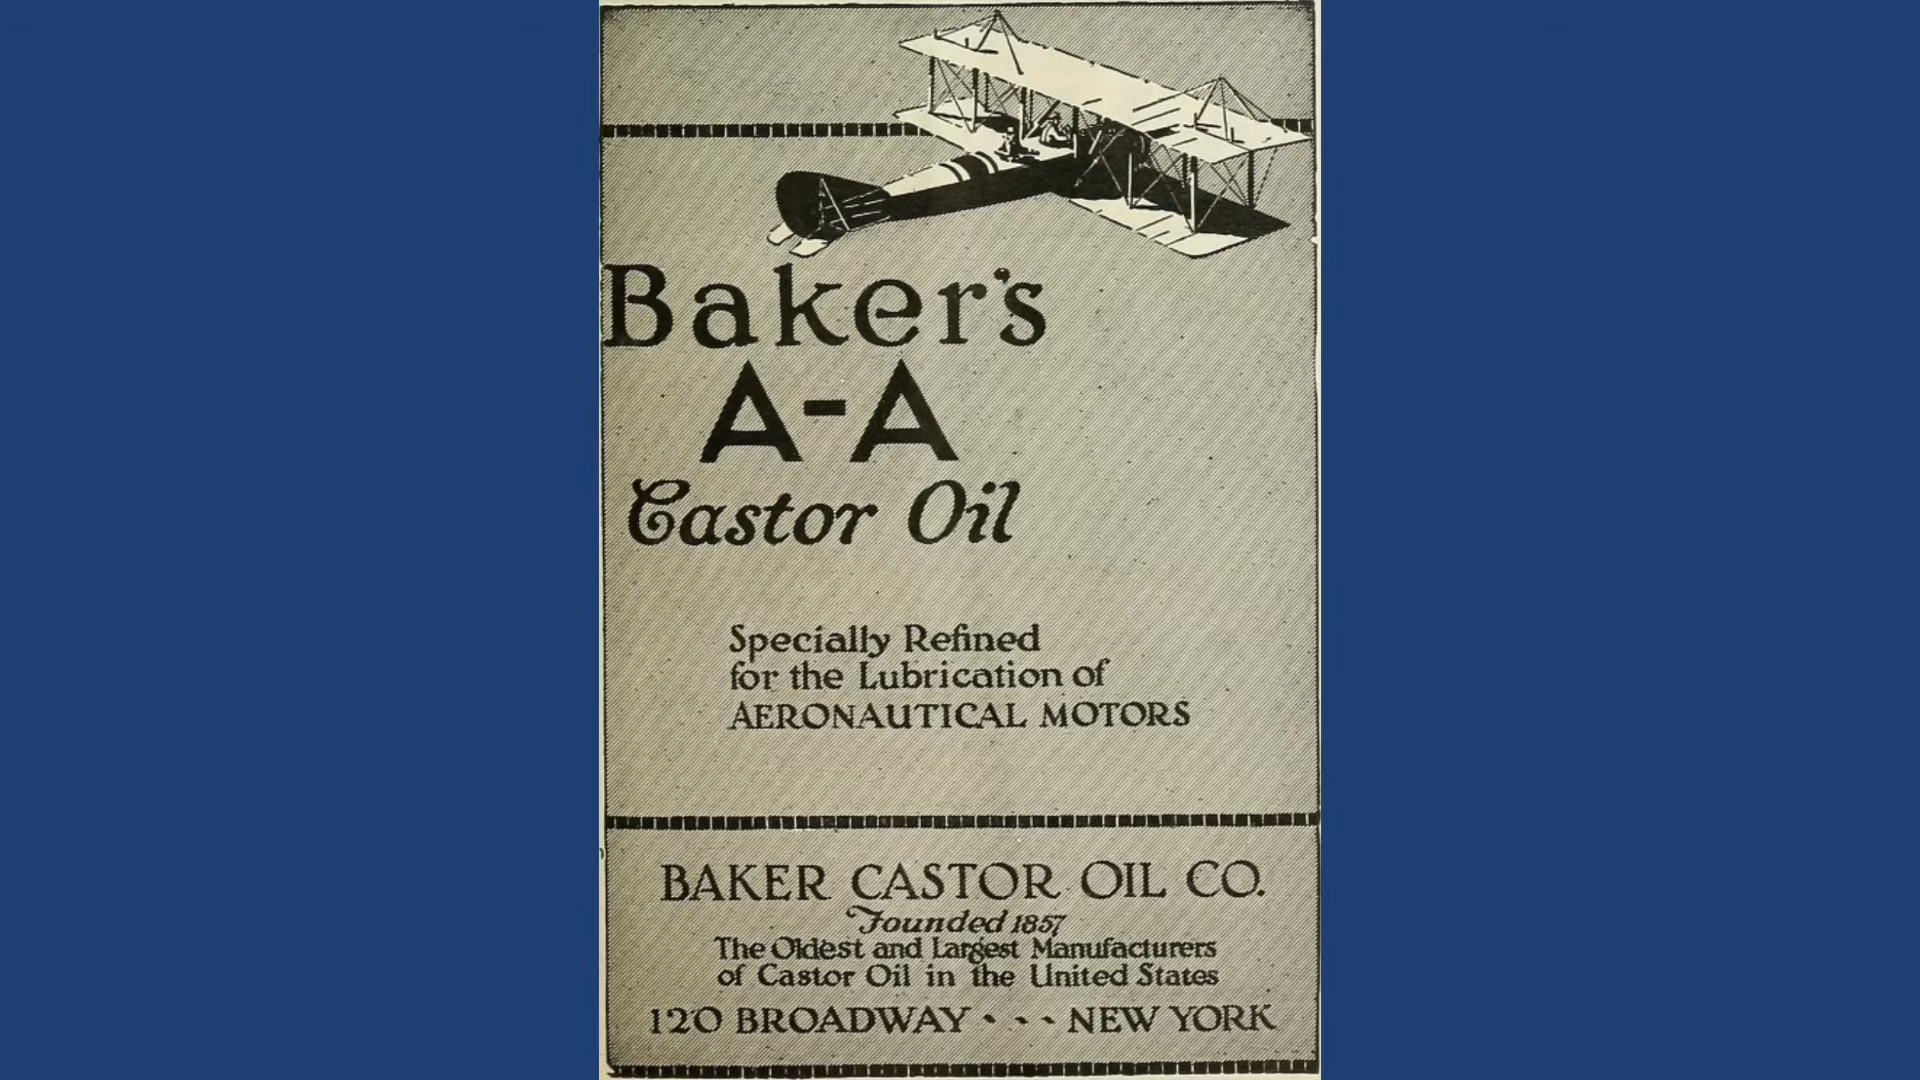 Baker's
A-A
Castor Oil
Specially Refined
for the Lubrication of
AERONAUTICAL MOTORS
BAKER CASTOR OIL CO.
Founded 1857
The Oldest and Largest Manufacturers
of Castor Oil in the United States
120 BROADWAY - - - NEW YORK